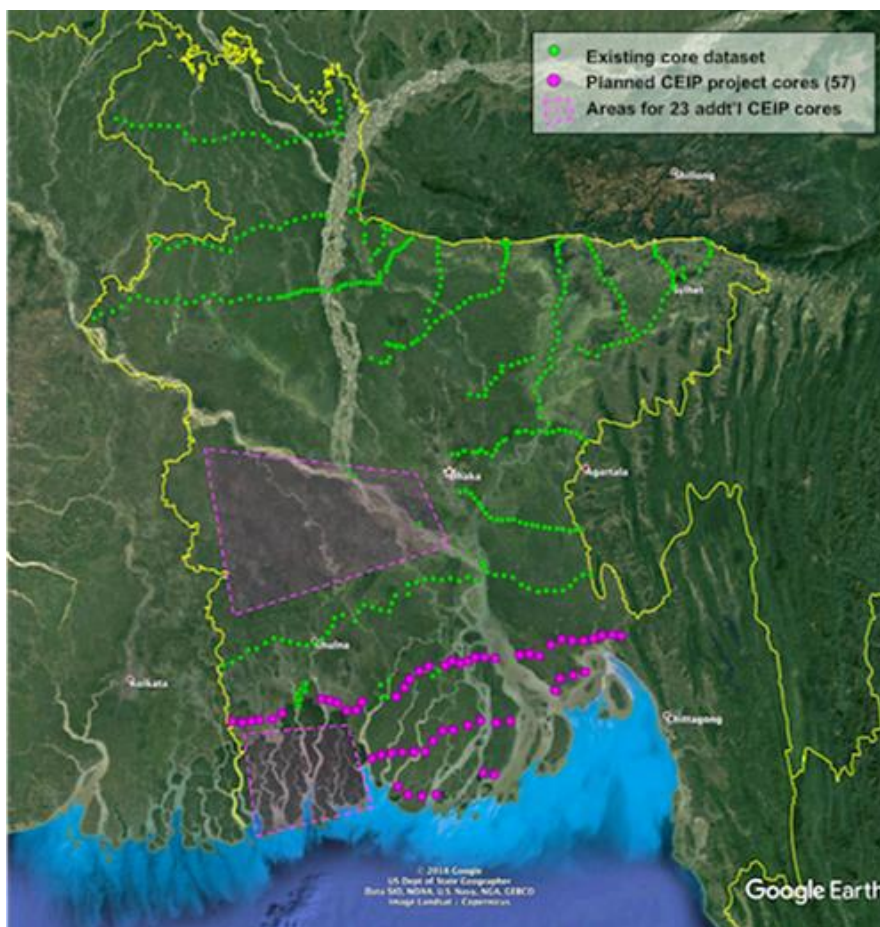 Existing core dataset
Planned CEIP project cores (57)
Areas for 23 addt'l CEIP cores
Shillong
Sylhet
Dhaka
Agartala
Khulna
Kolkata
Chittagong
© 2018 Google
US Dept of State Geographer
Data SIO, NOAA, U.S. Navy, NGA, GEBCO
Image Landsat / Copernicus
Google Earth